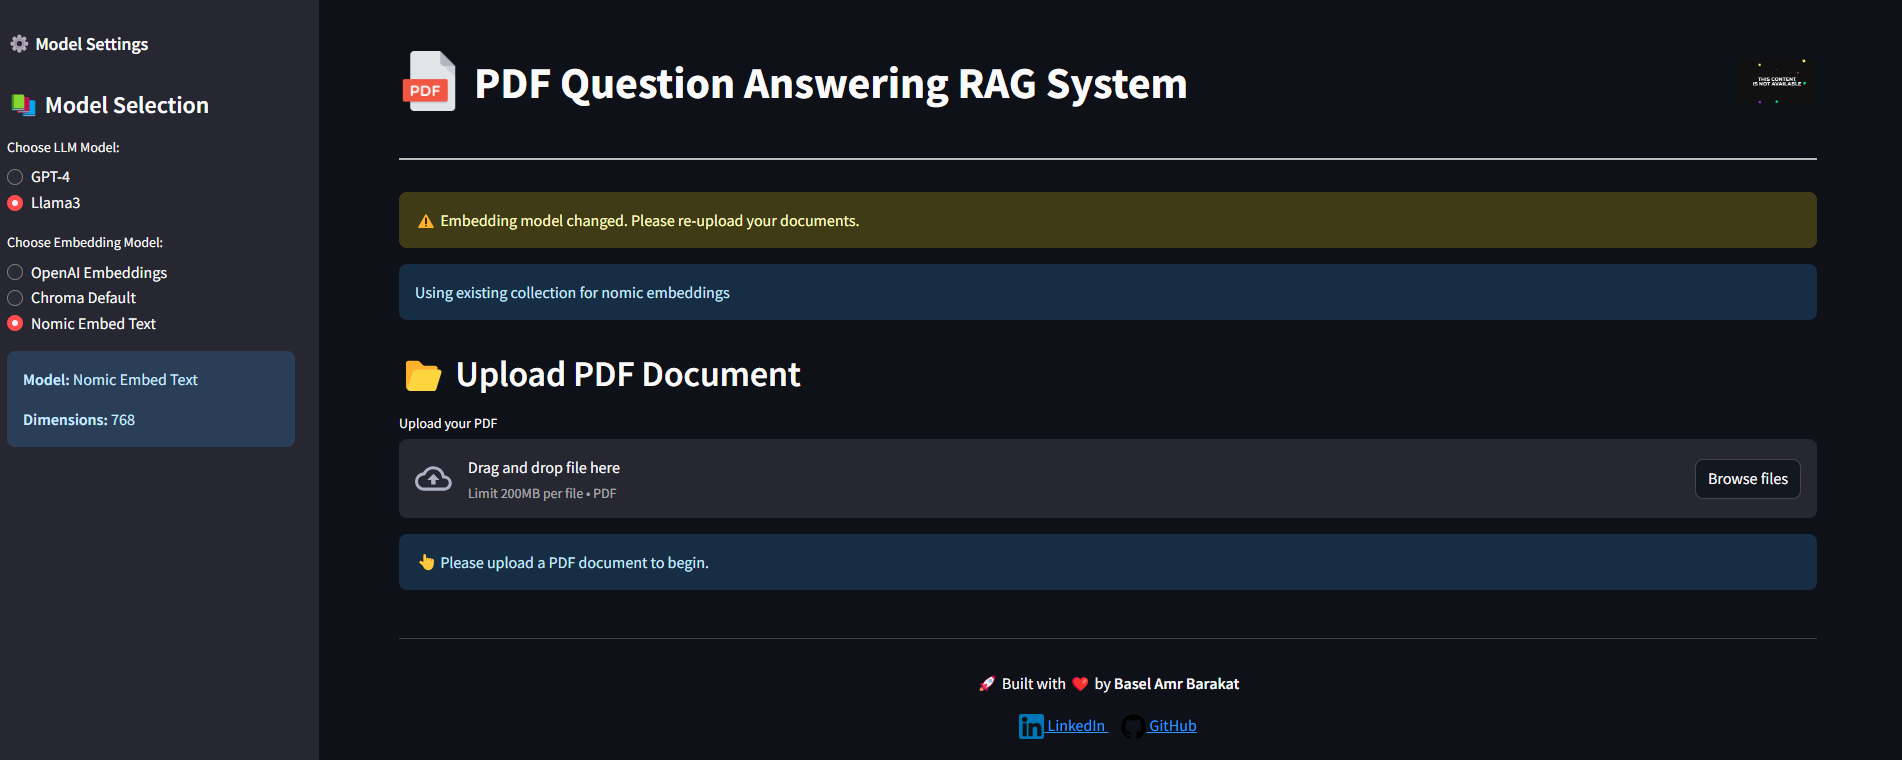 Model Settings
Model Selection
Choose LLM Model:
GPT-4
Llama3
Choose Embedding Model:
OpenAI Embeddings
Chroma Default
Nomic Embed Text
Model: Nomic Embed Text
Dimensions: 768
PDF
PDF Question Answering RAG System
THIS CONTENT
IS NOT AVAILABLE
Embedding model changed. Please re-upload your documents.
Using existing collection for nomic embeddings
Upload PDF Document
Upload your PDF
Drag and drop file here
Limit 200MB per file • PDF
Browse files
Please upload a PDF document to begin.
Built with ❤️ by Basel Amr Barakat
in LinkedIn GitHub